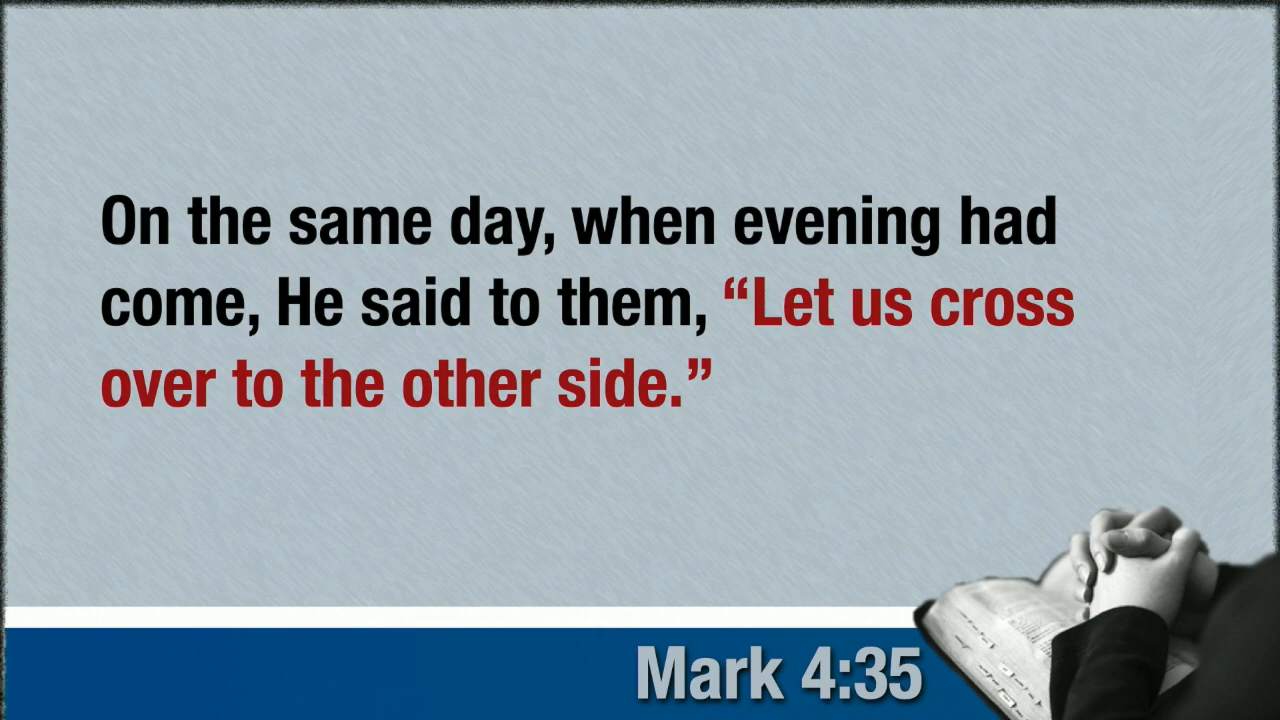 On the same day, when evening had
come, He said to them, “Let us cross
over to the other side.”
Mark 4:35